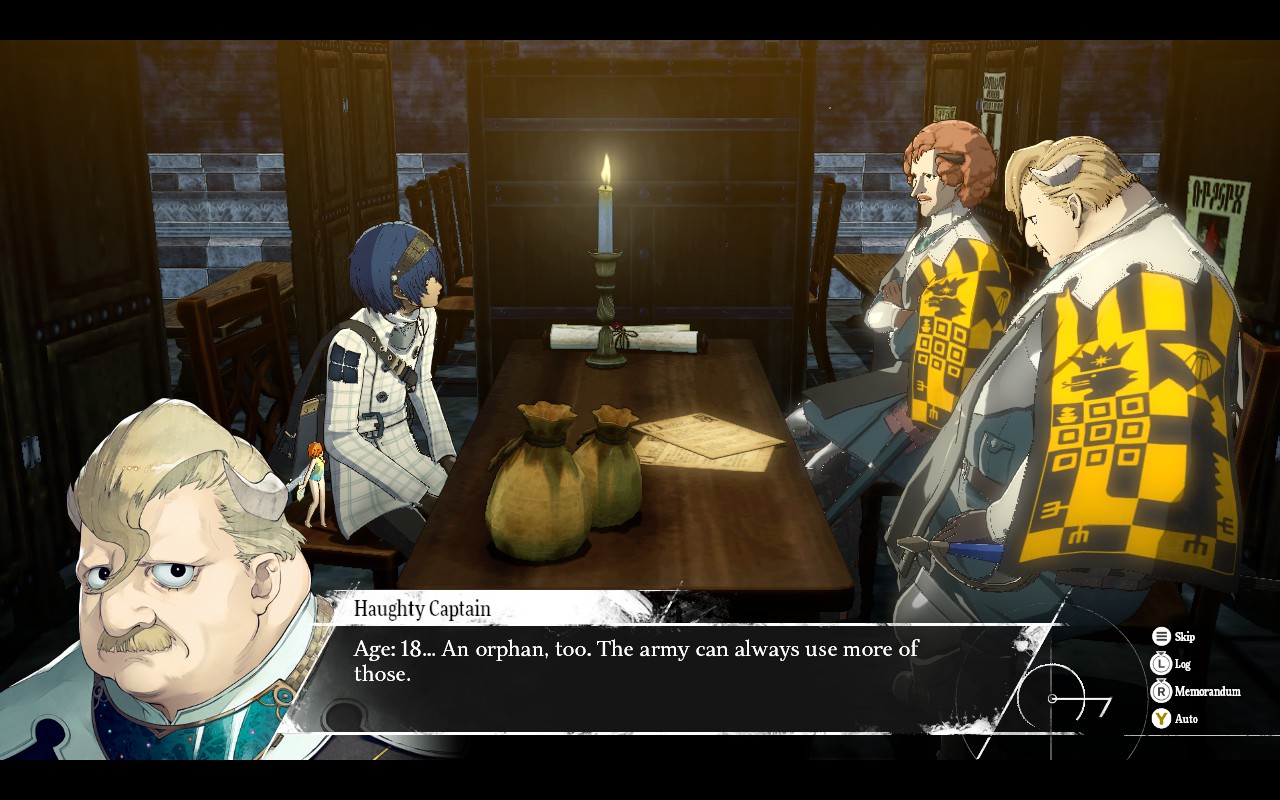 Haughty Captain
Age: 18... An orphan, too. The army can always use more of
those.
Skip
L Log
R Memorandum
Y Auto